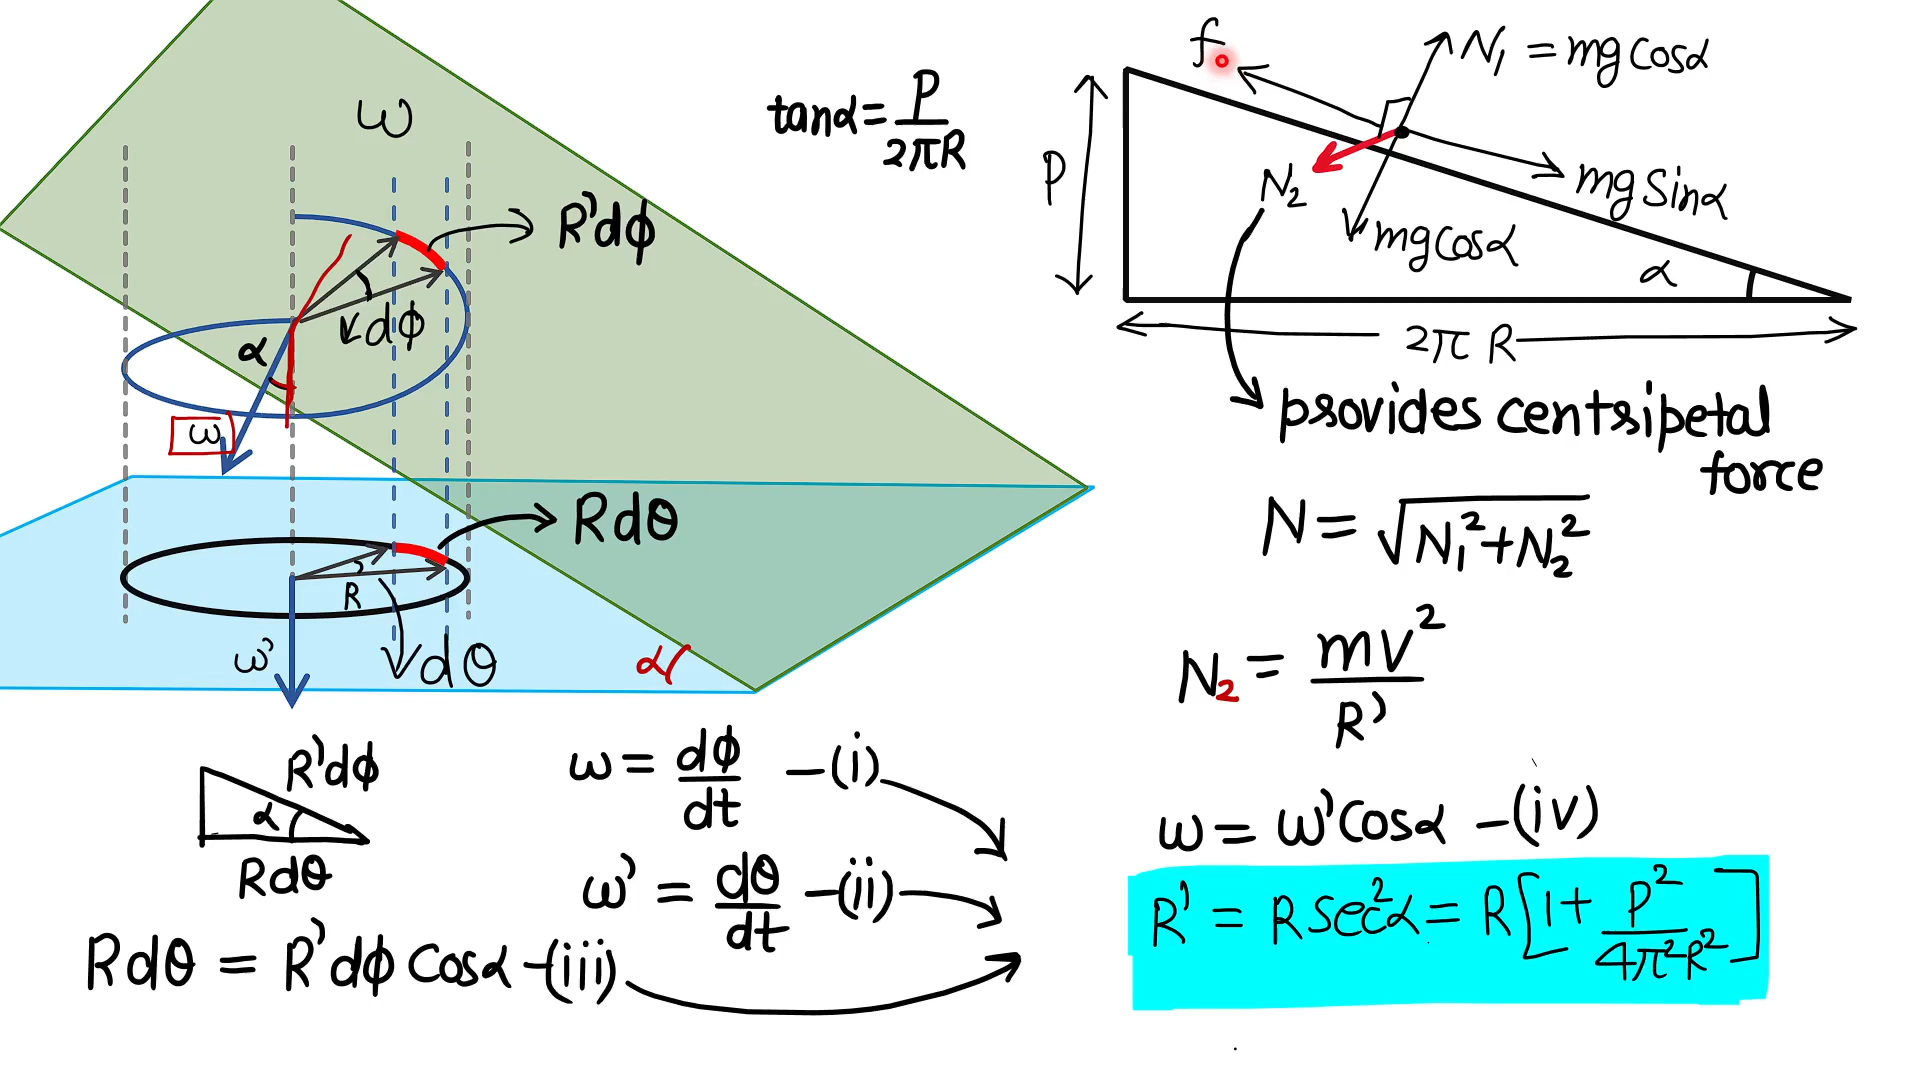 ω
R'dφ
dφ
α
ω
Rdθ
R
ω'
dθ
α
tanα = P/2πR
f
N₁ = mg cosα
P
N₂
mg Sinα
mg cosα
α
2π R
provides centripetal
force
N = √N₁²+N₂²
N₂ = mv²/R'
R'dφ
α
Rdθ
ω = dφ/dt –(i)
ω' = dθ/dt –(ii)
Rdθ = R'dφ Cosα –(iii)
ω = ω'Cosα –(iv)
R' = R sec²α = R[1+ P²/4π²R²]